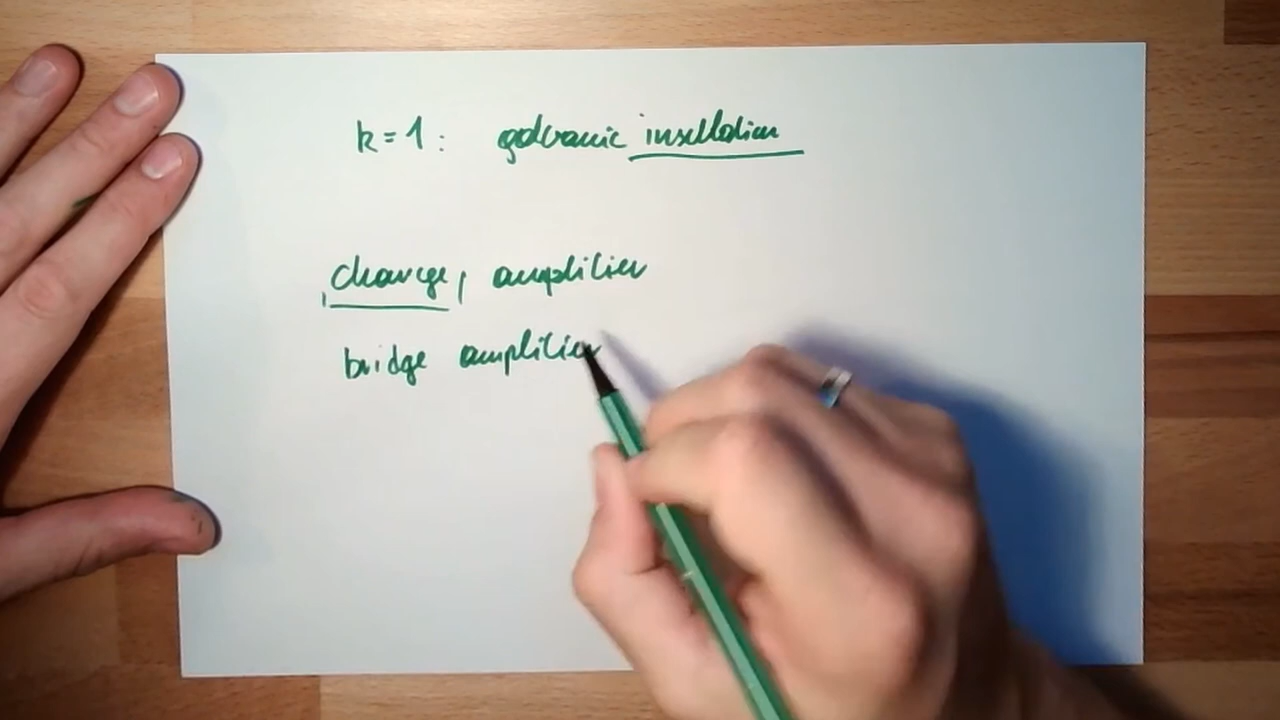 k=1: galvanic insulation
charge, amplifier
bridge amplifier